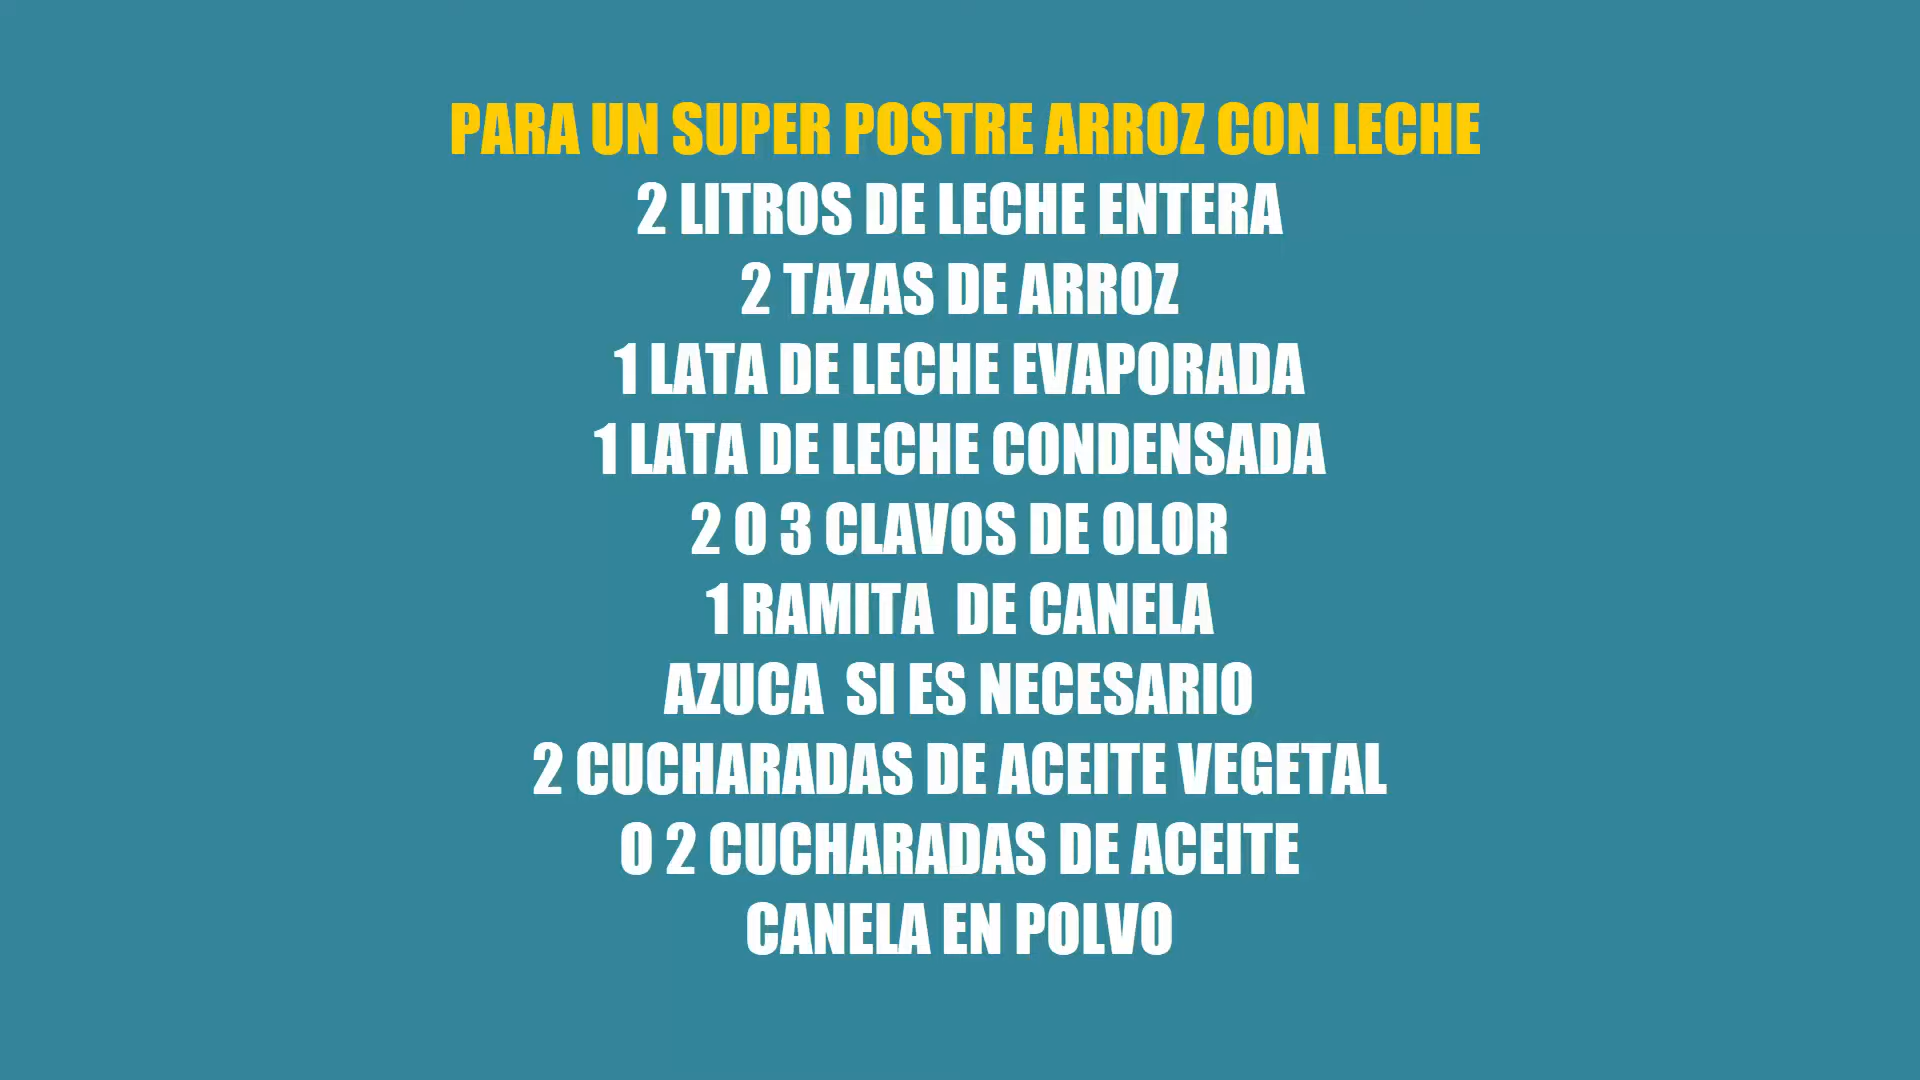 PARA UN SUPER POSTRE ARROZ CON LECHE
2 LITROS DE LECHE ENTERA
2 TAZAS DE ARROZ
1 LATA DE LECHE EVAPORADA
1 LATA DE LECHE CONDENSADA
2 O 3 CLAVOS DE OLOR
1 RAMITA  DE CANELA
AZUCA  SI ES NECESARIO
2 CUCHARADAS DE ACEITE VEGETAL
O 2 CUCHARADAS DE ACEITE
CANELA EN POLVO